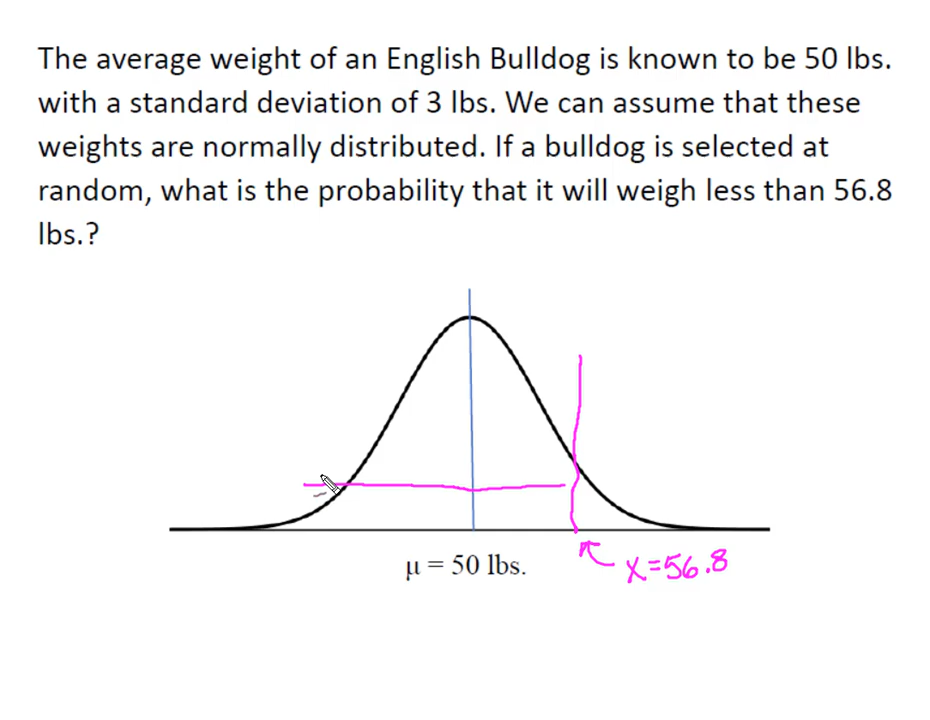 The average weight of an English Bulldog is known to be 50 lbs.
with a standard deviation of 3 lbs. We can assume that these
weights are normally distributed. If a bulldog is selected at
random, what is the probability that it will weigh less than 56.8
lbs.?
μ = 50 lbs.
x=56.8